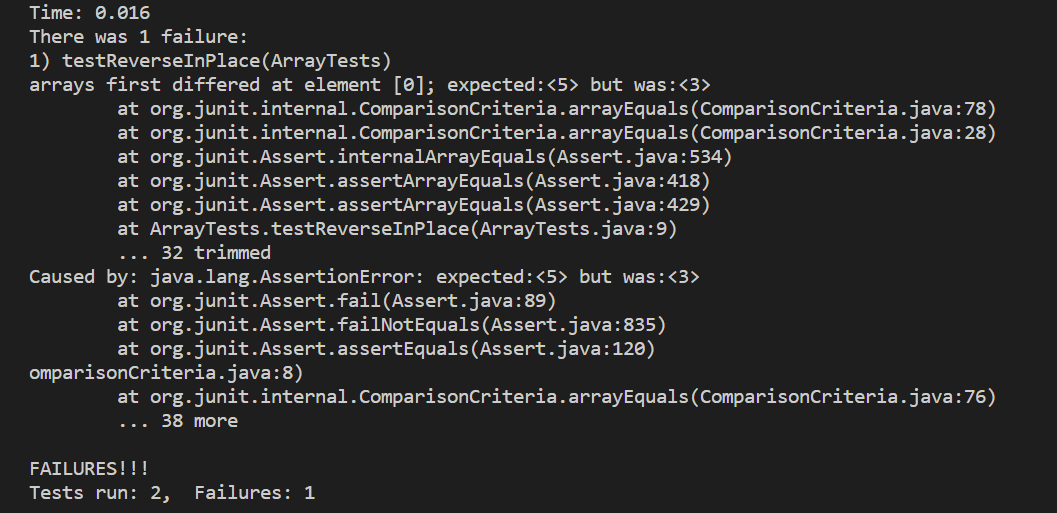 Time: 0.016
There was 1 failure:
1) testReverseInPlace(ArrayTests)
arrays first differed at element [0]; expected:<5> but was:<3>
        at org.junit.internal.ComparisonCriteria.arrayEquals(ComparisonCriteria.java:78)
        at org.junit.internal.ComparisonCriteria.arrayEquals(ComparisonCriteria.java:28)
        at org.junit.Assert.internalArrayEquals(Assert.java:534)
        at org.junit.Assert.assertArrayEquals(Assert.java:418)
        at org.junit.Assert.assertArrayEquals(Assert.java:429)
        at ArrayTests.testReverseInPlace(ArrayTests.java:9)
        ... 32 trimmed
Caused by: java.lang.AssertionError: expected:<5> but was:<3>
        at org.junit.Assert.fail(Assert.java:89)
        at org.junit.Assert.failNotEquals(Assert.java:835)
        at org.junit.Assert.assertEquals(Assert.java:120)
omparisonCriteria.java:8)
        at org.junit.internal.ComparisonCriteria.arrayEquals(ComparisonCriteria.java:76)
        ... 38 more

FAILURES!!!
Tests run: 2,  Failures: 1